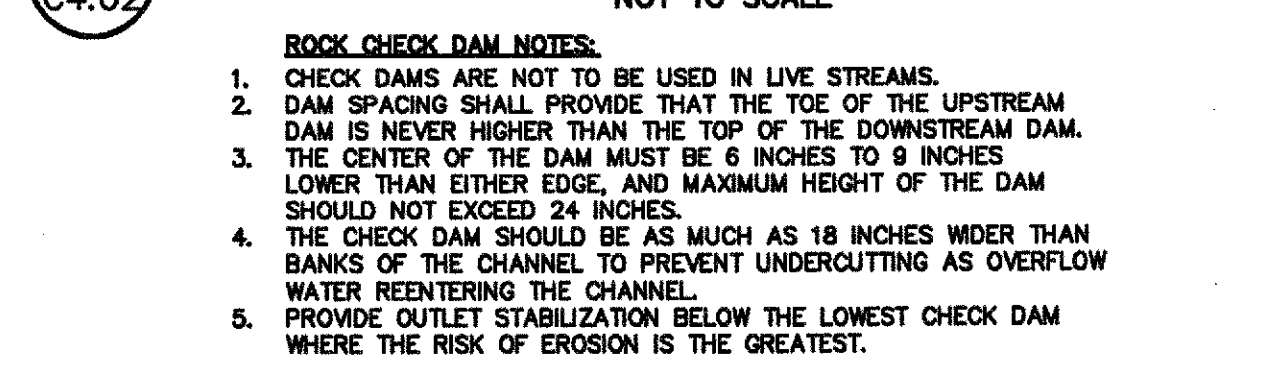 C4.02
NOT TO SCALE
ROCK CHECK DAM NOTES:
1. CHECK DAMS ARE NOT TO BE USED IN LIVE STREAMS.
2. DAM SPACING SHALL PROVIDE THAT THE TOE OF THE UPSTREAM
DAM IS NEVER HIGHER THAN THE TOP OF THE DOWNSTREAM DAM.
3. THE CENTER OF THE DAM MUST BE 6 INCHES TO 9 INCHES
LOWER THAN EITHER EDGE, AND MAXIMUM HEIGHT OF THE DAM
SHOULD NOT EXCEED 24 INCHES.
4. THE CHECK DAM SHOULD BE AS MUCH AS 18 INCHES WIDER THAN
BANKS OF THE CHANNEL TO PREVENT UNDERCUTTING AS OVERFLOW
WATER REENTERING THE CHANNEL.
5. PROVIDE OUTLET STABILIZATION BELOW THE LOWEST CHECK DAM
WHERE THE RISK OF EROSION IS THE GREATEST.